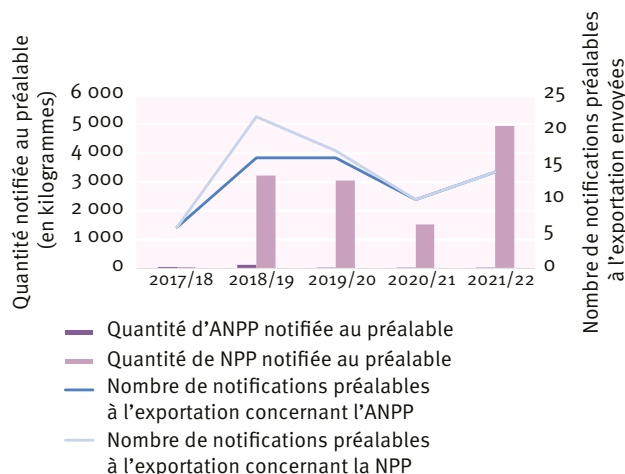 Quantité notifiée au préalable
(en kilogrammes)
6 000
5 000
4 000
3 000
2 000
1 000
0
25
20
15
10
5
0
Nombre de notifications préalables
à l'exportation envoyées
2017/18 2018/19 2019/20 2020/21 2021/22
Quantité d'ANPP notifiée au préalable
Quantité de NPP notifiée au préalable
Nombre de notifications préalables
à l'exportation concernant l'ANPP
Nombre de notifications préalables
à l'exportation concernant la NPP